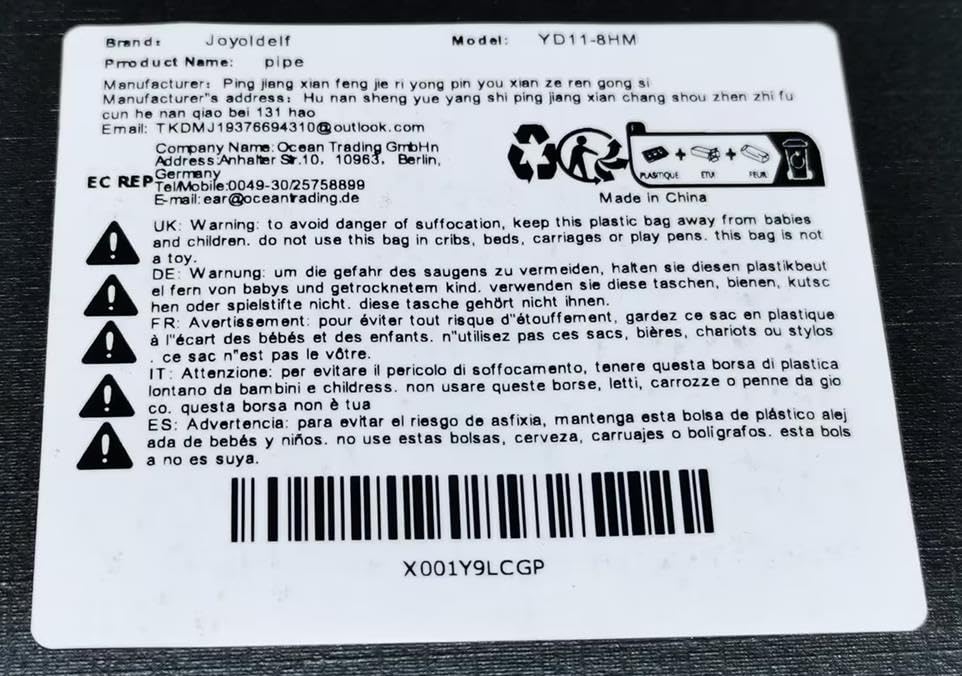 Brand: Joyoldelf Model: YD11-8HM
Product Name: pipe
Manufacturer: Ping jiang xian feng jie ri yong pin you xian ze ren gong si
Manufacturer"s address: Hu nan sheng yue yang shi ping jiang xian chang shou zhen zhi fu
cun he nan qiao bei 131 hao
Email: TKDMJ19376694310@outlook.com
EC REP
Company Name: Ocean Trading GmbHn
Address:Anhalter Str.10, 10963, Berlin,
Germany
Tel/Mobile:0049-30/25758899
E-mail:ear@oceantrading.de
PLASTIQUE + ETUI + FEUIL
Made in China
UK: Warning: to avoid danger of suffocation, keep this plastic bag away from babies
and children. do not use this bag in cribs, beds, carriages or play pens. this bag is not
a toy.
DE: Warnung: um die gefahr des saugens zu vermeiden, halten sie diesen plastikbeut
el fern von babys und getrocknetem kind. verwenden sie diese taschen, bienen, kutsc
hen oder spielstifte nicht. diese tasche gehört nicht ihnen.
FR: Avertissement: pour éviter tout risque d"étouffement, gardez ce sac en plastique
à l"écart des bébés et des enfants. n"utilisez pas ces sacs, bières, chariots ou stylos
. ce sac n"est pas le vôtre.
IT: Attenzione: per evitare il pericolo di soffocamento, tenere questa borsa di plastica
lontano da bambini e childress. non usare queste borse, letti, carrozze o penne da gio
co. questa borsa non è tua
ES: Advertencia: para evitar el riesgo de asfixia, mantenga esta bolsa de plástico alej
ada de bebés y niños. no use estas bolsas, cerveza, carruajes o bolígrafos. esta bols
a no es suya.
X001Y9LCGP